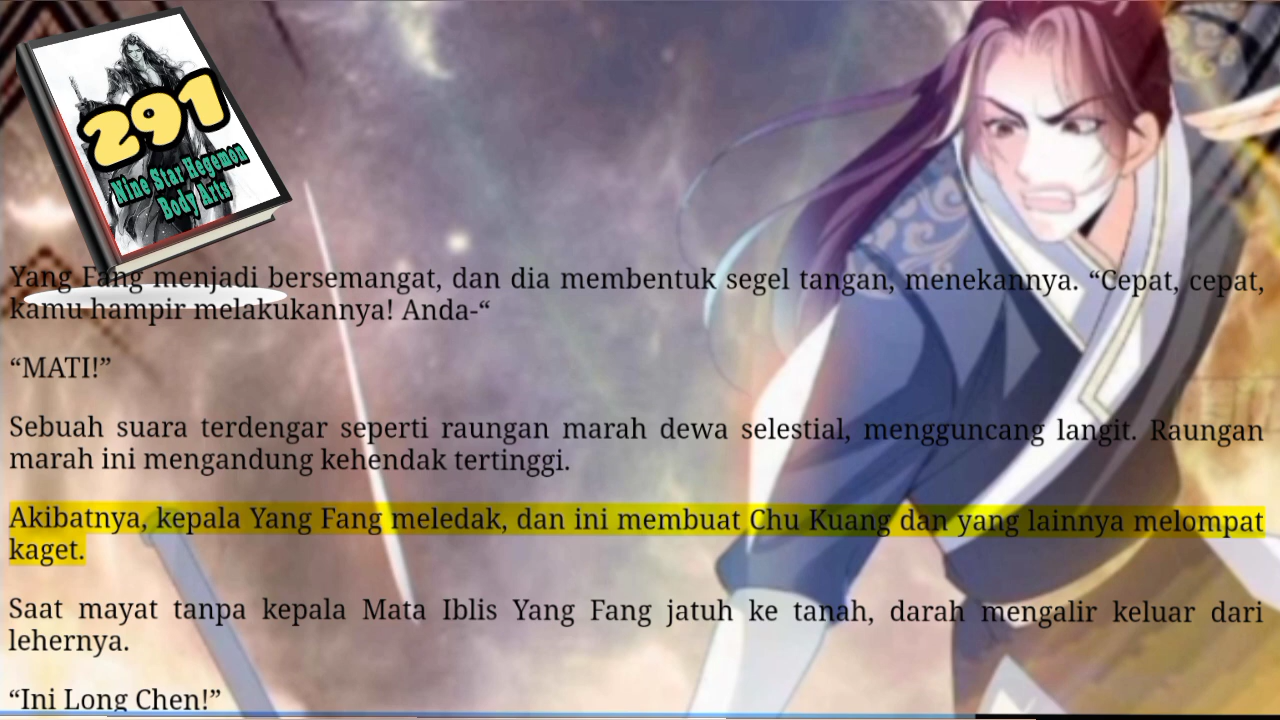 291
Nine Star Hegemon
Body Arts
Yang Fang menjadi bersemangat, dan dia membentuk segel tangan, menekannya. “Cepat, cepat,
kamu hampir melakukannya! Anda-“
“MATI!”
Sebuah suara terdengar seperti raungan marah dewa selestial, mengguncang langit. Raungan
marah ini mengandung kehendak tertinggi.
Akibatnya, kepala Yang Fang meledak, dan ini membuat Chu Kuang dan yang lainnya melompat
kaget.
Saat mayat tanpa kepala Mata Iblis Yang Fang jatuh ke tanah, darah mengalir keluar dari
lehernya.
“Ini Long Chen!”